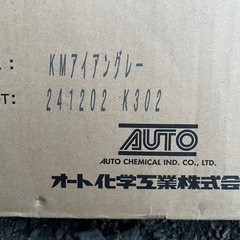 : KMアイアングレー
OT: 241202 K302
AUTO
AUTO CHEMICAL IND. CO., LTD.
オート化学工業株式会